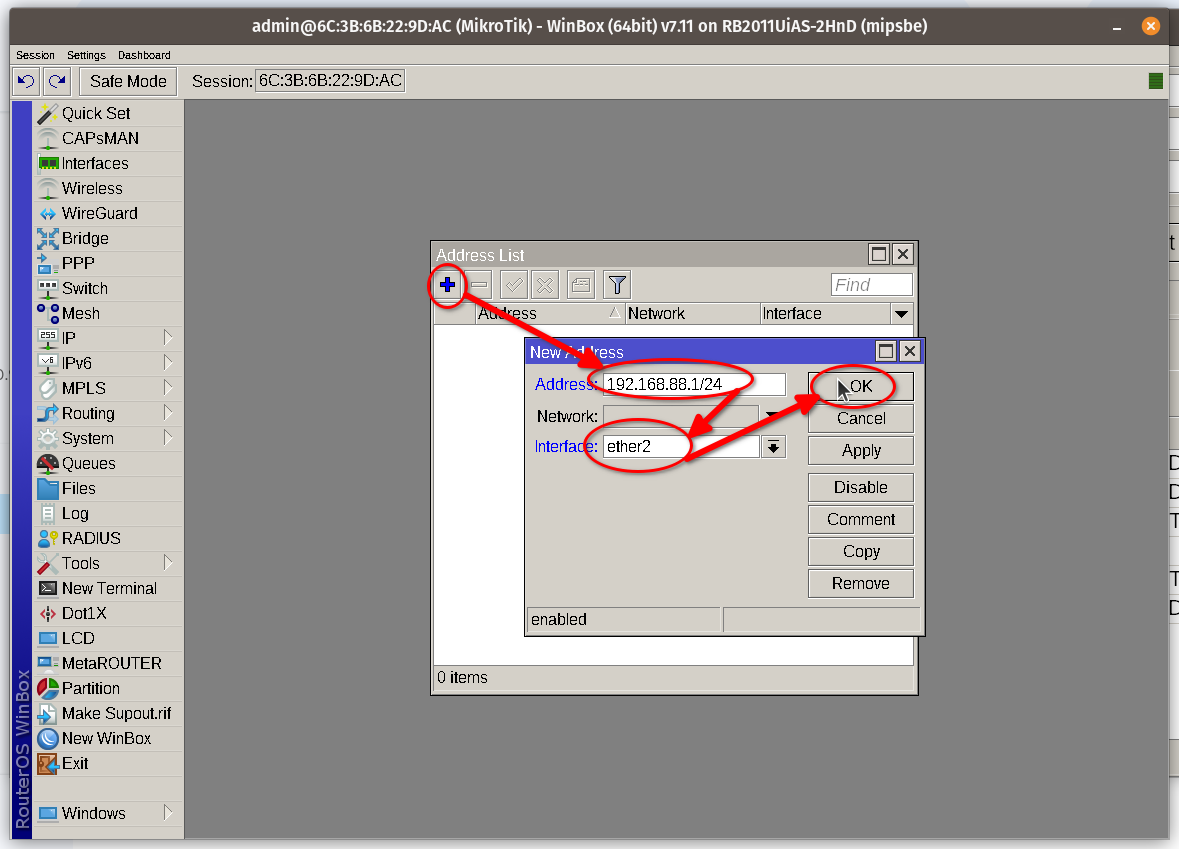 admin@6C:3B:6B:22:9D:AC (MikroTik) - WinBox (64bit) v7.11 on RB2011UiAS-2HnD (mipsbe)
Session Settings Dashboard
Safe Mode Session: 6C:3B:6B:22:9D:AC
Quick Set
CAPsMAN
Interfaces
Wireless
WireGuard
Bridge
PPP
Switch
Mesh
255 IP
v6 IPv6
MPLS
Routing
System
Queues
Files
Log
RADIUS
Tools
New Terminal
Dot1X
LCD
MetaROUTER
Partition
Make Supout.rif
New WinBox
Exit
Windows
RouterOS WinBox
Address List
Find
Address Network Interface
New Address
Address: 192.168.88.1/24
Network:
Interface: ether2
OK
Cancel
Apply
Disable
Comment
Copy
Remove
enabled
0 items